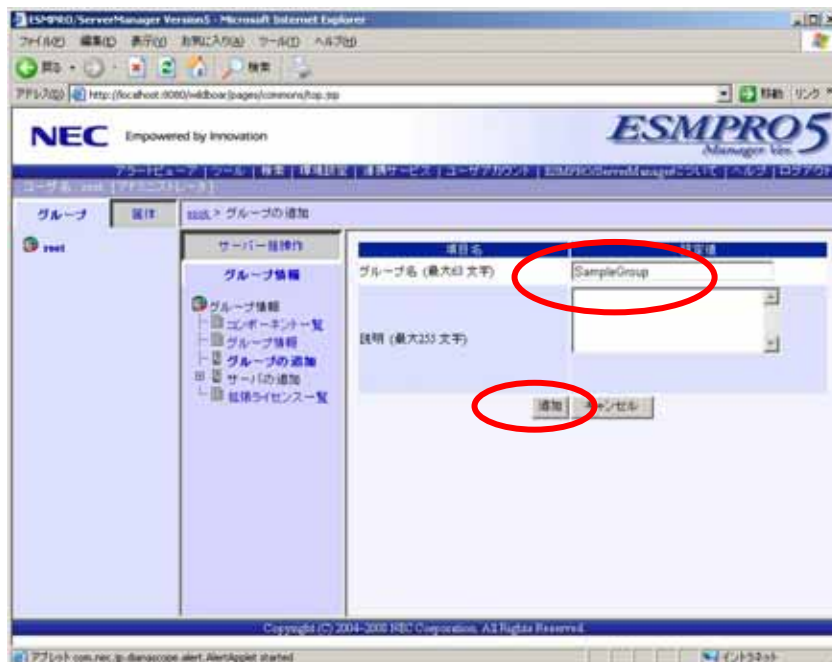 ESMPRO/ServerManager Version5 - Microsoft Internet Explorer
ファイル(F) 編集(E) 表示(V) お気に入り(A) ツール(T) ヘルプ(H)
戻る 検索
アドレス(D) http://localhost:8080/wildboar/pages/commons/top.jsp 移動 リンク
NEC Empowered by Innovation
ESMPRO5
Manager Ver.
アラートビューア | ツール | 検索 | 環境設定 | 連携サービス | ユーザアカウント | ESMPRO/ServerManagerについて | ヘルプ | ログアウト
ユーザ名 : root [アドミニストレータ]
グループ 筐体 root > グループの追加
root
サーバ一括操作
グループ情報
グループ情報
コンポーネント一覧
グループ情報
グループの追加
サーバの追加
拡張ライセンス一覧
項目名 設定値
グループ名 (最大63 文字) SampleGroup
説明 (最大255 文字)
追加 キャンセル
Copyright (C) 2004-2008 NEC Corporation, All Rights Reserved.
アプレット com.nec.jp.dianascope.alert.AlertApplet started イントラネット